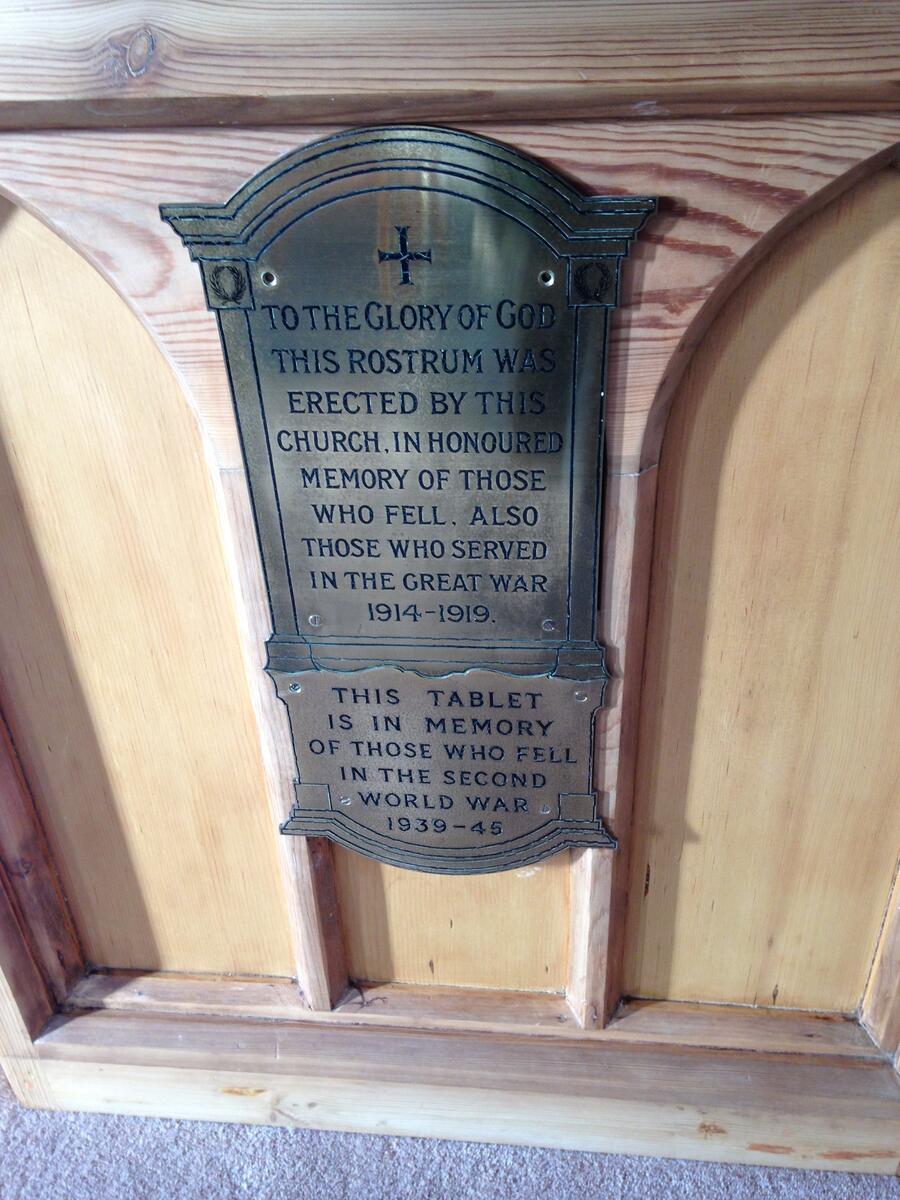 TO THE GLORY OF GOD
THIS ROSTRUM WAS
ERECTED BY THIS
CHURCH, IN HONOURED
MEMORY OF THOSE
WHO FELL. ALSO
THOSE WHO SERVED
IN THE GREAT WAR
1914-1919.
THIS TABLET
IS IN MEMORY
OF THOSE WHO FELL
IN THE SECOND
WORLD WAR
1939-45